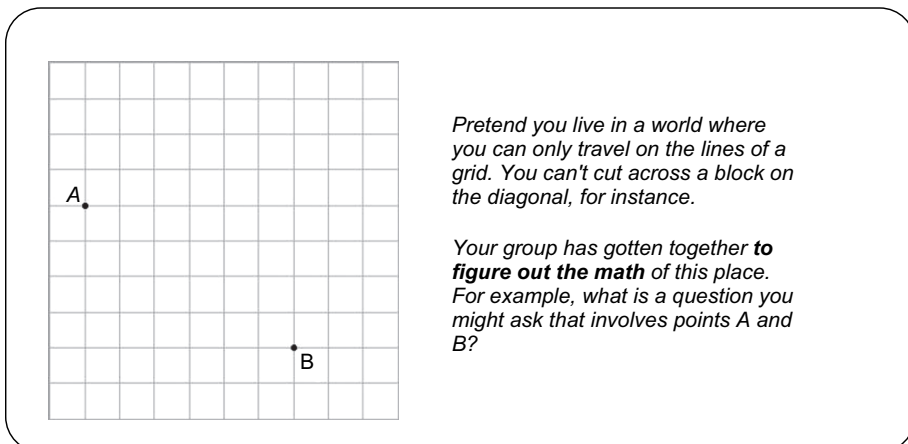 A
B
Pretend you live in a world where
you can only travel on the lines of a
grid. You can't cut across a block on
the diagonal, for instance.
Your group has gotten together to
figure out the math of this place.
For example, what is a question you
might ask that involves points A and
B?